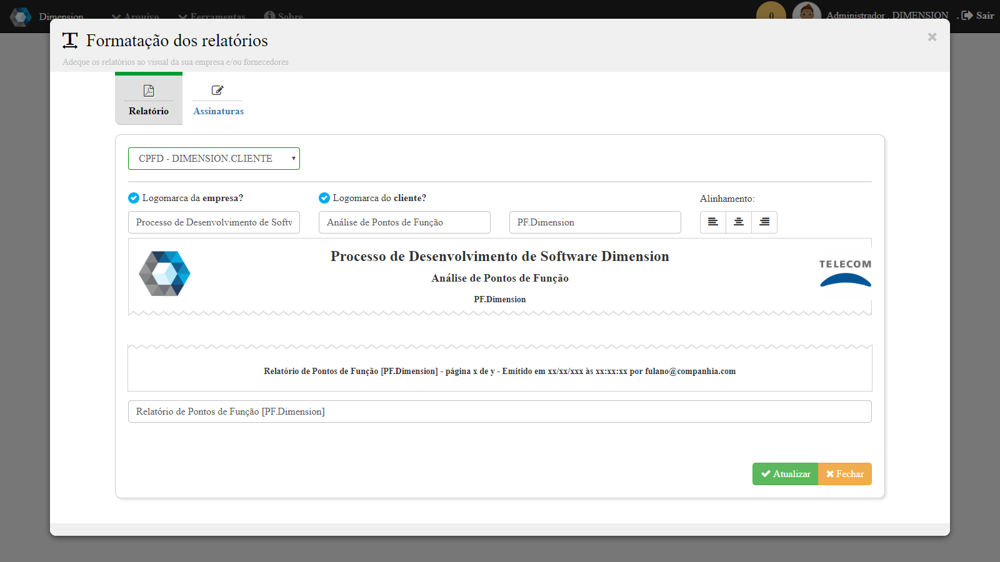 Dimension Arquivo Ferramentas Sobre 0 Administrador . DIMENSION . Sair
Formatação dos relatórios
Adeque os relatórios ao visual da sua empresa e/ou fornecedores
Relatório Assinaturas
CPFD - DIMENSION.CLIENTE
Logomarca da empresa? Logomarca do cliente? Alinhamento:
Processo de Desenvolvimento de Softw Análise de Pontos de Função PF.Dimension
Processo de Desenvolvimento de Software Dimension
TELECOM
Análise de Pontos de Função
PF.Dimension
Relatório de Pontos de Função [PF.Dimension] - página x de y - Emitido em xx/xx/xxx às xx:xx:xx por fulano@companhia.com
Relatório de Pontos de Função [PF.Dimension]
Atualizar Fechar